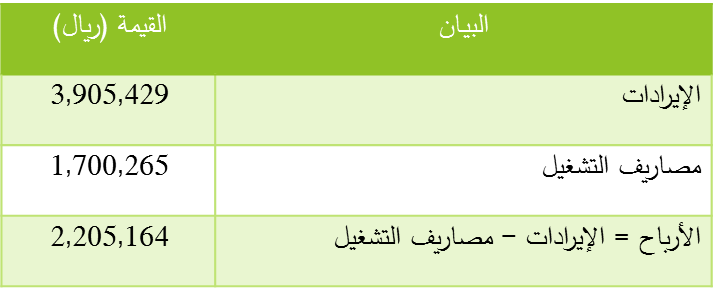 البيان القيمة (ريال)
الإيرادات 3,905,429
مصاريف التشغيل 1,700,265
الأرباح = الإيرادات – مصاريف التشغيل 2,205,164